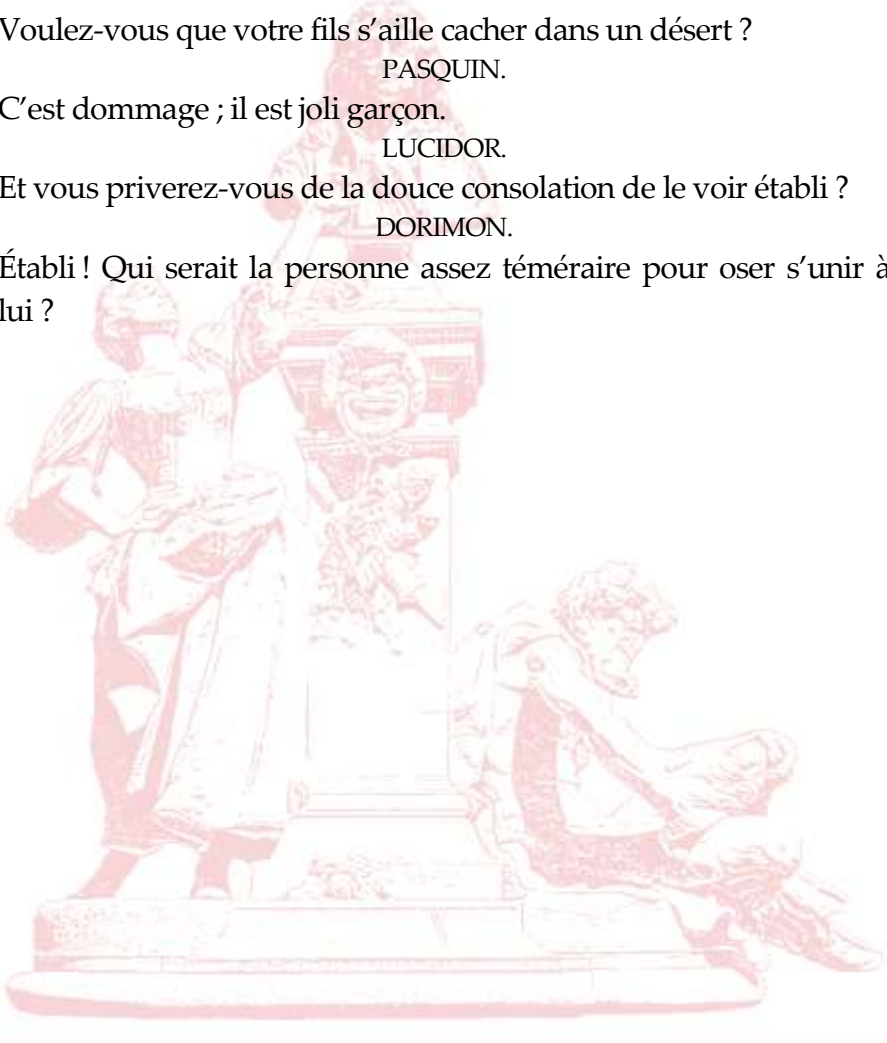 Voulez-vous que votre fils s’aille cacher dans un désert ?
PASQUIN.
C’est dommage ; il est joli garçon.
LUCIDOR.
Et vous priverez-vous de la douce consolation de le voir établi ?
DORIMON.
Établi ! Qui serait la personne assez téméraire pour oser s’unir à
lui ?